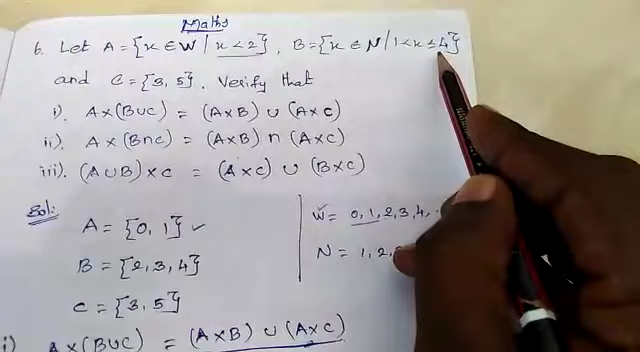 Maths
6. Let A = {x ∈ W / x < 2}, B = {x ∈ N / 1 < x ≤ 4}
and C = {3, 5}. Verify that
i). A × (B∪C) = (A×B) ∪ (A×C)
ii). A × (B∩C) = (A×B) ∩ (A×C)
iii). (A∪B) × C = (A×C) ∪ (B×C)
Sol:
A = {0, 1} ✓
B = {2, 3, 4}
C = {3, 5}
W = 0, 1, 2, 3, 4,
N = 1, 2,
i) A×(B∪C) = (A×B) ∪ (A×C)